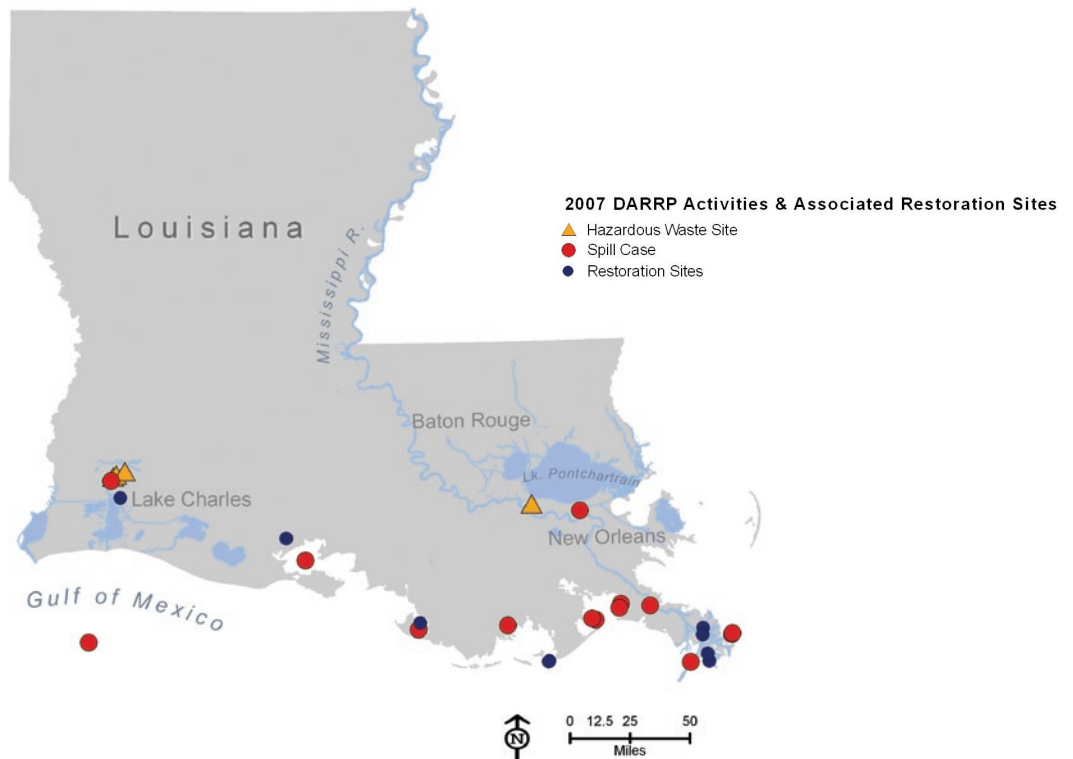 2007 DARRP Activities & Associated Restoration Sites
Hazardous Waste Site
Spill Case
Restoration Sites
Louisiana
Mississippi R.
Baton Rouge
Lk. Pontchartrain
Lake Charles
New Orleans
Gulf of Mexico
N
0 12.5 25 50
Miles